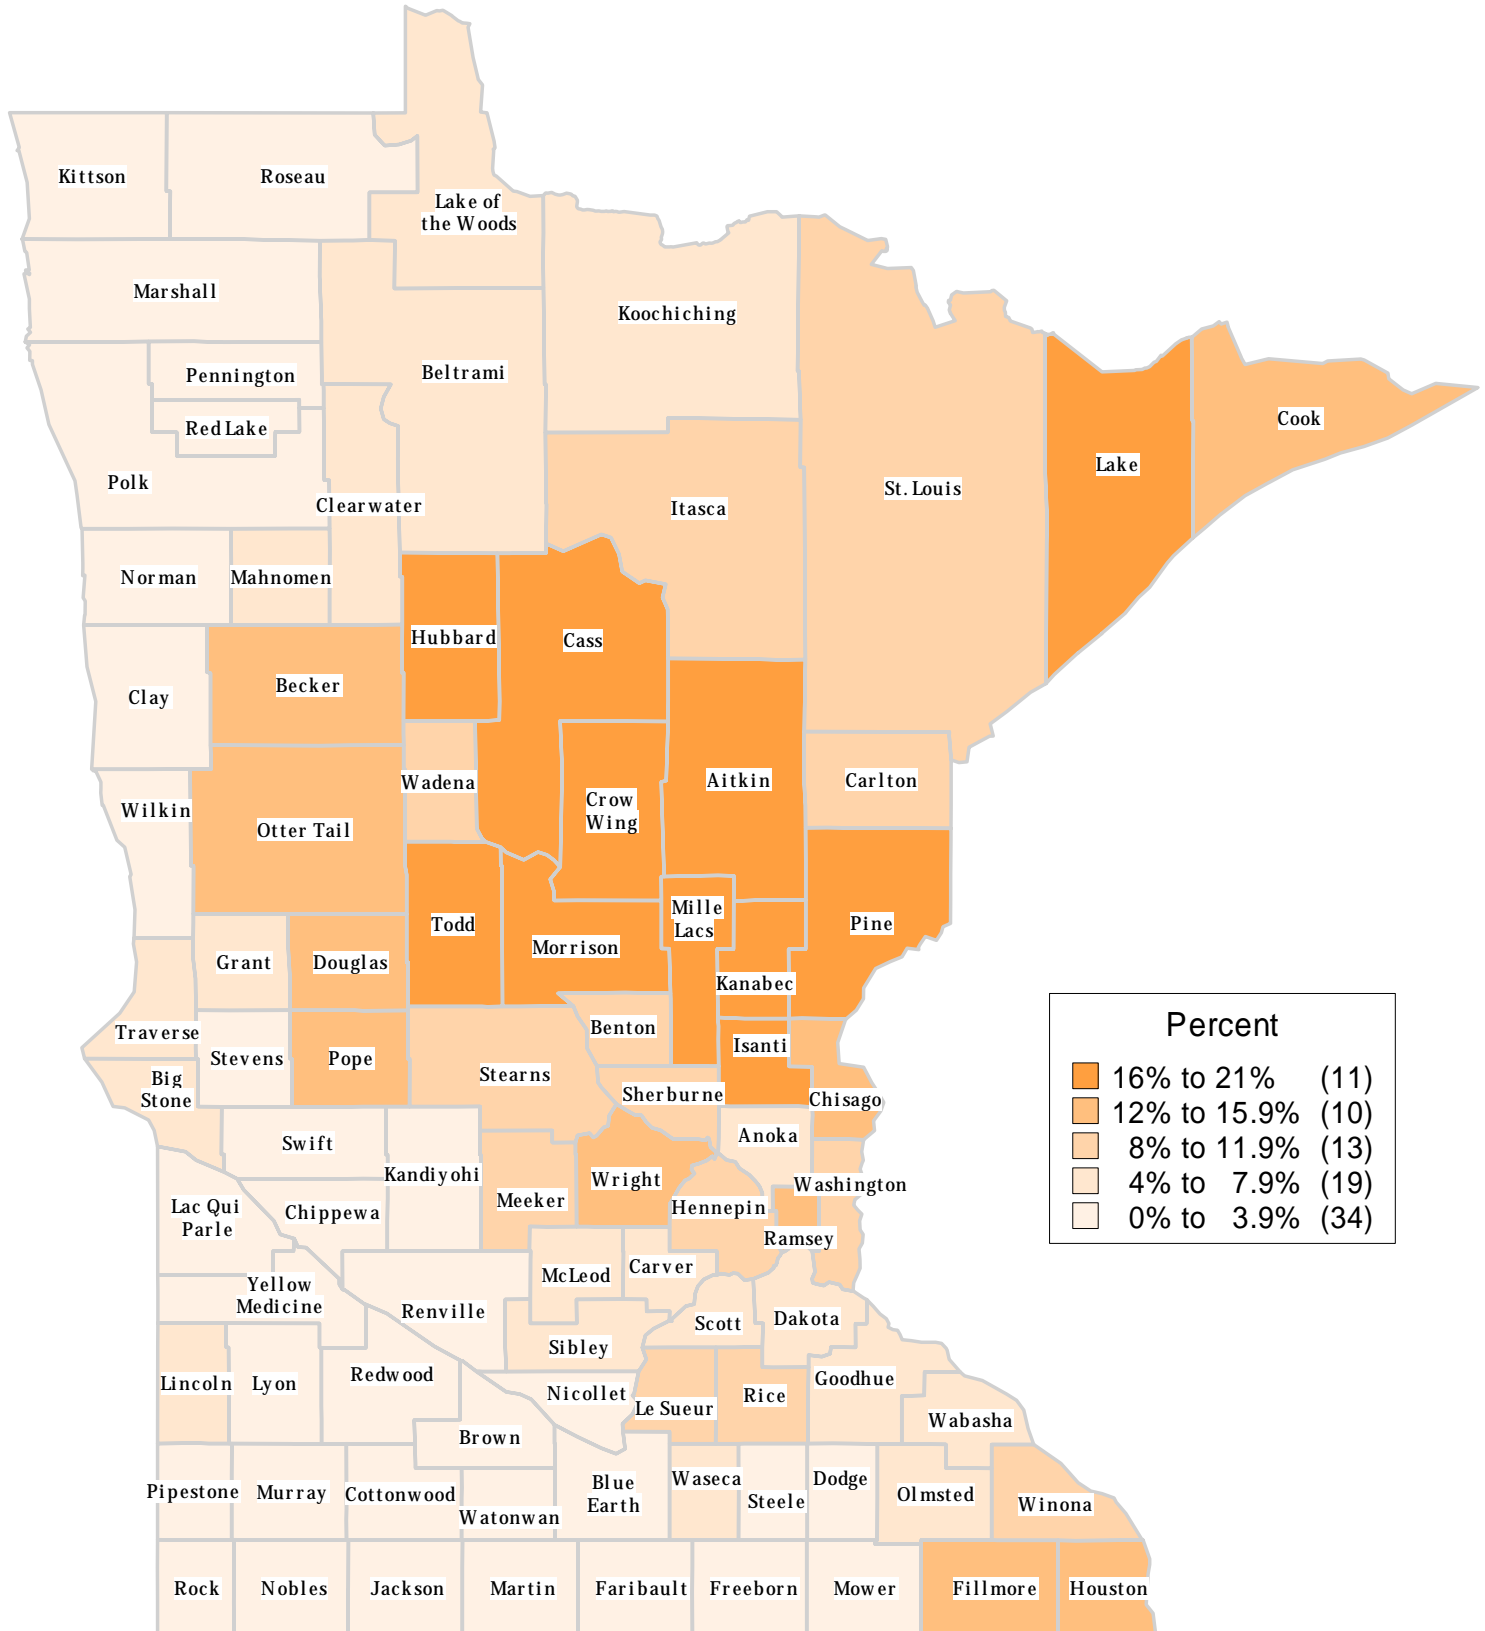 Kittson
Roseau
Lake of
the Woods
Marshall
Koochiching
Beltrami
Pennington
Red Lake
Cook
Lake
Polk
St. Louis
Clearwater
Itasca
Norman
Mahnomen
Hubbard
Cass
Becker
Clay
Wadena
Aitkin
Carlton
Wilkin
Crow
Wing
Otter Tail
Mille
Lacs
Todd
Pine
Morrison
Grant
Douglas
Kanabec
Traverse
Benton
Stevens
Pope
Isanti
Stearns
Big
Stone
Sherburne
Chisago
Swift
Anoka
Kandiyohi
Wright
Washington
Meeker
Lac Qui
Parle
Chippewa
Hennepin
Ramsey
McLeod
Carver
Yellow
Medicine
Renville
Scott
Dakota
Sibley
Lincoln
Lyon
Redwood
Goodhue
Nicollet
Le Sueur
Rice
Wabasha
Brown
Pipestone
Murray
Cottonwood
Watonwan
Blue
Earth
Waseca
Steele
Dodge
Olmsted
Winona
Rock
Nobles
Jackson
Martin
Faribault
Freeborn
Mower
Fillmore
Houston
Percent
16% to 21% (11)
12% to 15.9% (10)
8% to 11.9% (13)
4% to 7.9% (19)
0% to 3.9% (34)